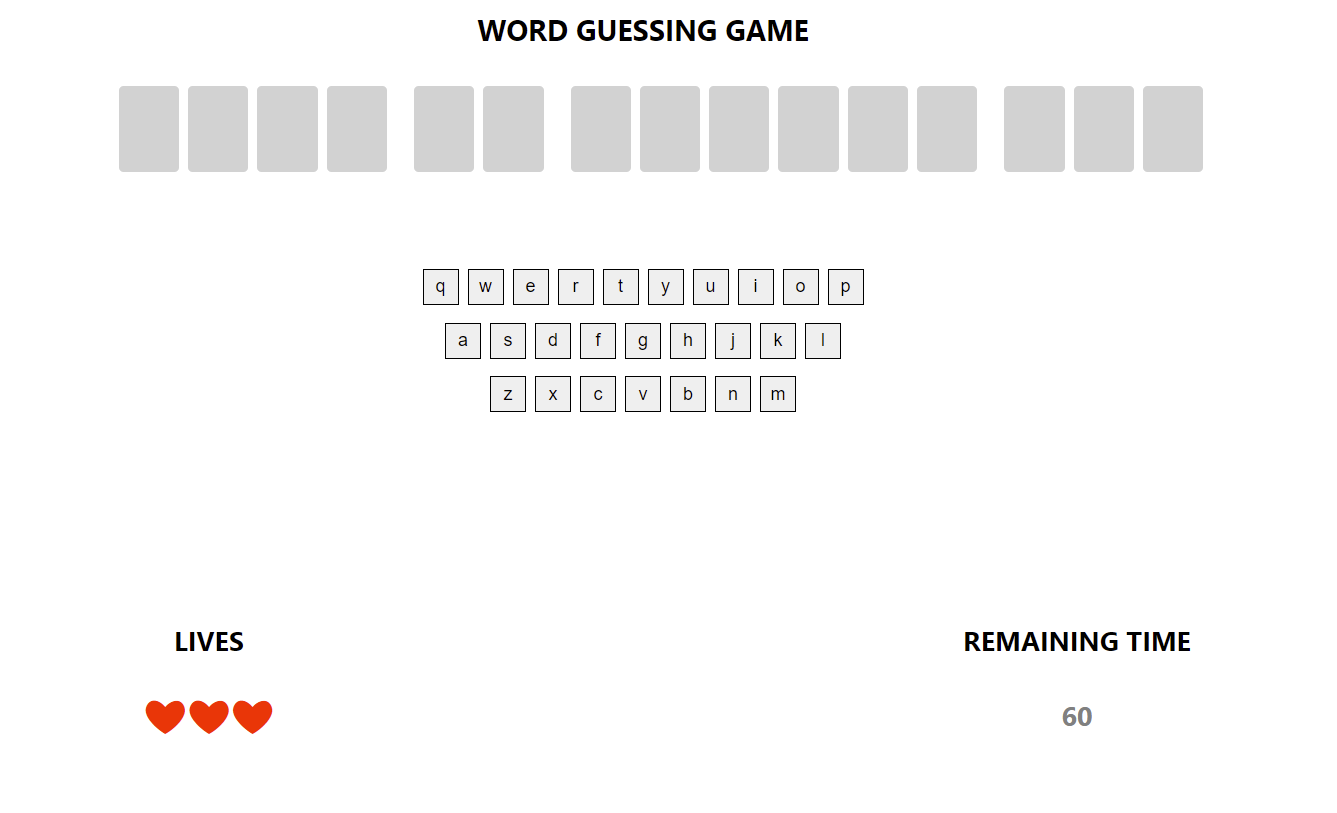 WORD GUESSING GAME
q w e r t y u i o p
a s d f g h j k l
z x c v b n m
LIVES
REMAINING TIME
60